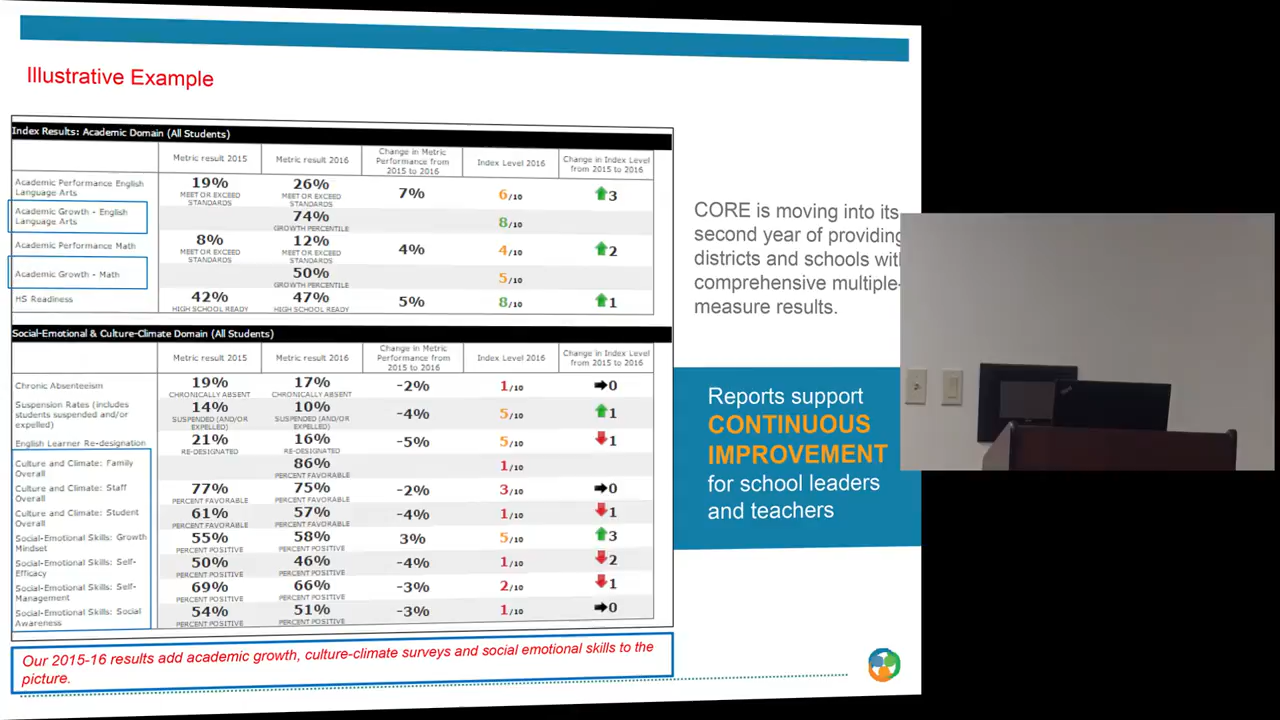 Illustrative Example
Index Results: Academic Domain (All Students)
Metric result 2015
Metric result 2016
Change in Metric
Performance from
2015 to 2016
Index Level 2016
Change in Index Level
from 2015 to 2016
Academic Performance English
Language Arts
19%
MEET OR EXCEED
STANDARDS
26%
MEET OR EXCEED
STANDARDS
7%
6/10
3
Academic Growth - English
Language Arts
74%
GROWTH PERCENTILE
8/10
Academic Performance Math
8%
MEET OR EXCEED
STANDARDS
12%
MEET OR EXCEED
STANDARDS
4%
4/10
2
Academic Growth - Math
50%
GROWTH PERCENTILE
5/10
HS Readiness
42%
HIGH SCHOOL READY
47%
HIGH SCHOOL READY
5%
8/10
1
Social-Emotional & Culture-Climate Domain (All Students)
Metric result 2015
Metric result 2016
Change in Metric
Performance from
2015 to 2016
Index Level 2016
Change in Index Level
from 2015 to 2016
Chronic Absenteeism
19%
CHRONICALLY ABSENT
17%
CHRONICALLY ABSENT
-2%
1/10
0
Suspension Rates (includes
students suspended and/or
expelled)
14%
SUSPENDED (AND/OR
EXPELLED)
10%
SUSPENDED (AND/OR
EXPELLED)
-4%
5/10
1
English Learner Re-designation
21%
RE-DESIGNATED
16%
RE-DESIGNATED
-5%
5/10
1
Culture and Climate: Family
Overall
86%
PERCENT FAVORABLE
1/10
Culture and Climate: Staff
Overall
77%
PERCENT FAVORABLE
75%
PERCENT FAVORABLE
-2%
3/10
0
Culture and Climate: Student
Overall
61%
PERCENT FAVORABLE
57%
PERCENT FAVORABLE
-4%
1/10
1
Social-Emotional Skills: Growth
Mindset
55%
PERCENT POSITIVE
58%
PERCENT POSITIVE
3%
5/10
3
Social-Emotional Skills: Self-
Efficacy
50%
PERCENT POSITIVE
46%
PERCENT POSITIVE
-4%
1/10
2
Social-Emotional Skills: Self-
Management
69%
PERCENT POSITIVE
66%
PERCENT POSITIVE
-3%
2/10
1
Social-Emotional Skills: Social
Awareness
54%
PERCENT POSITIVE
51%
PERCENT POSITIVE
-3%
1/10
0
Our 2015-16 results add academic growth, culture-climate surveys and social emotional skills to the
picture.
CORE is moving into its
second year of providing
districts and schools wit
comprehensive multiple-
measure results.
Reports support
CONTINUOUS
IMPROVEMENT
for school leaders
and teachers